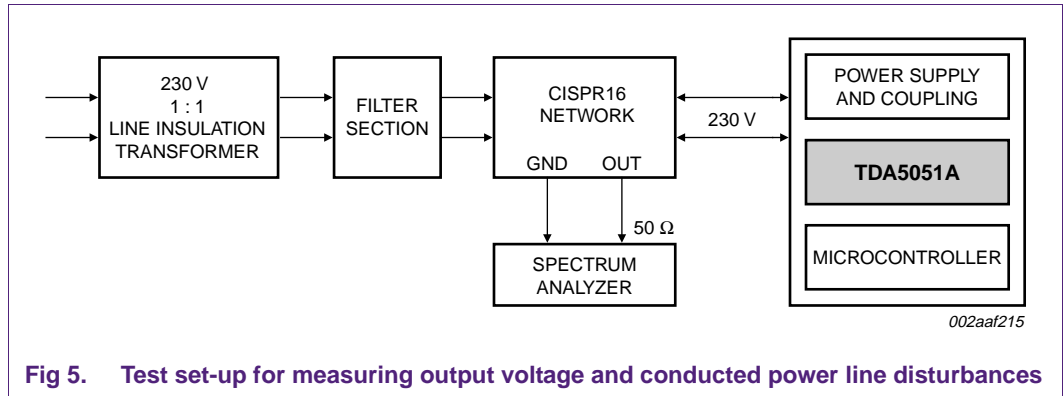 230 V
1 : 1
LINE INSULATION
TRANSFORMER
FILTER
SECTION
CISPR16
NETWORK
GND OUT
230 V
50 Ω
SPECTRUM
ANALYZER
POWER SUPPLY
AND COUPLING
TDA5051A
MICROCONTROLLER
002aaf215
Fig 5. Test set-up for measuring output voltage and conducted power line disturbances